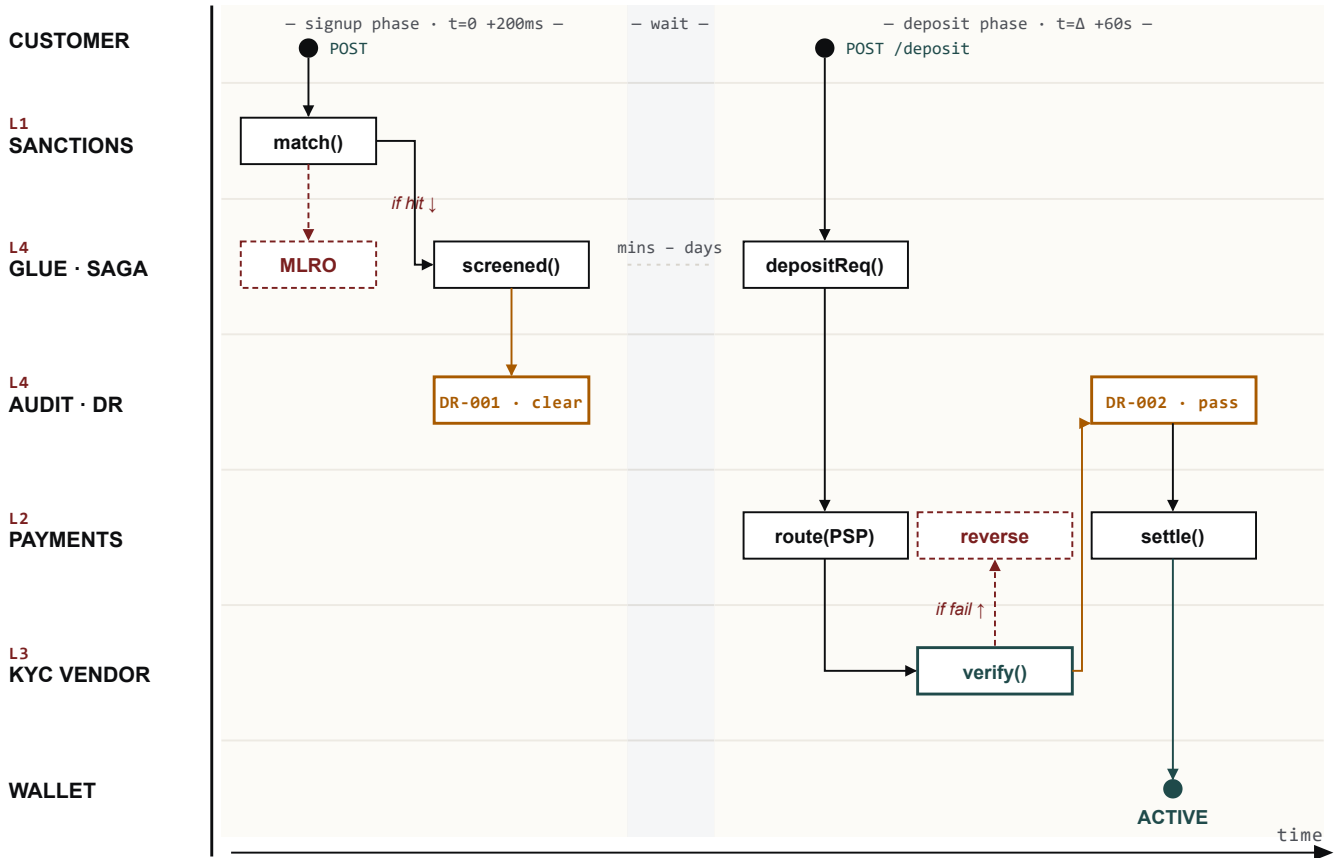 — signup phase · t=0 +200ms —
— wait —
— deposit phase · t=Δ +60s —
CUSTOMER
POST
POST /deposit
L1
SANCTIONS
match()
if hit ↓
L4
GLUE · SAGA
MLRO
screened()
mins – days
depositReq()
L4
AUDIT · DR
DR-001 · clear
DR-002 · pass
L2
PAYMENTS
route(PSP)
reverse
settle()
if fail ↑
L3
KYC VENDOR
verify()
WALLET
ACTIVE
time